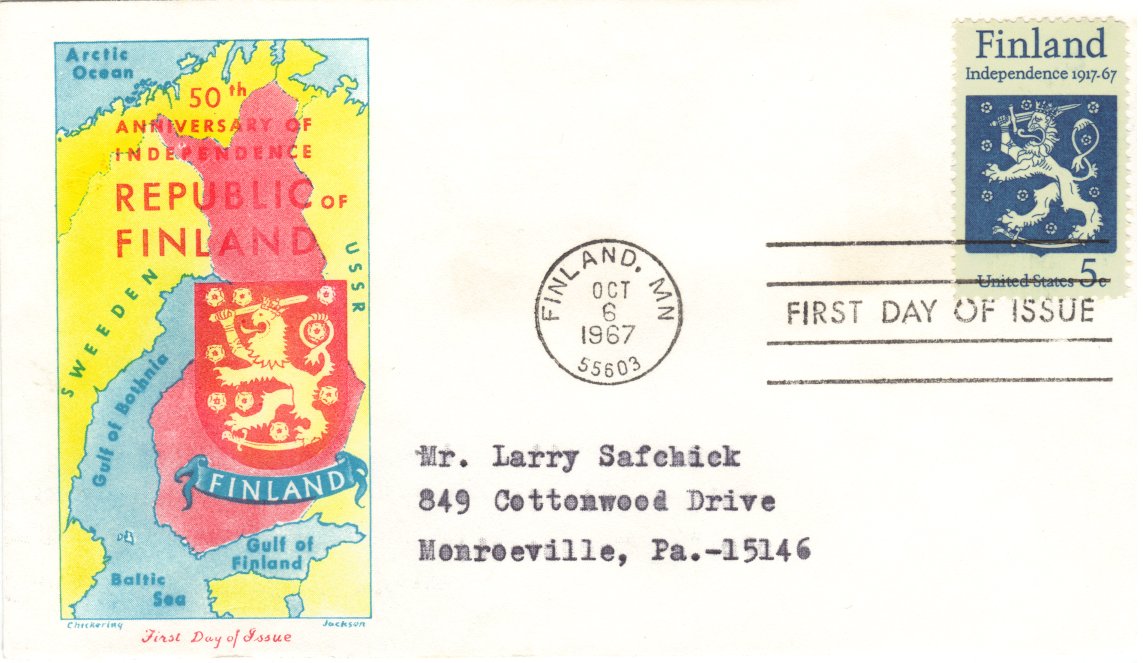 Arctic
Ocean
50th
ANNIVERSARY OF
INDEPENDENCE
REPUBLIC OF
FINLAND
SWEEDEN
USSR
Gulf of Bothnia
FINLAND
Gulf of
Finland
Baltic
Sea
Chickering
Jackson
First Day of Issue
Finland
Independence 1917-67
United States 5c
FINLAND, MN
OCT
6
1967
55603
FIRST DAY OF ISSUE
Mr. Larry Safchick
849 Cottonwood Drive
Monroeville, Pa.-15146